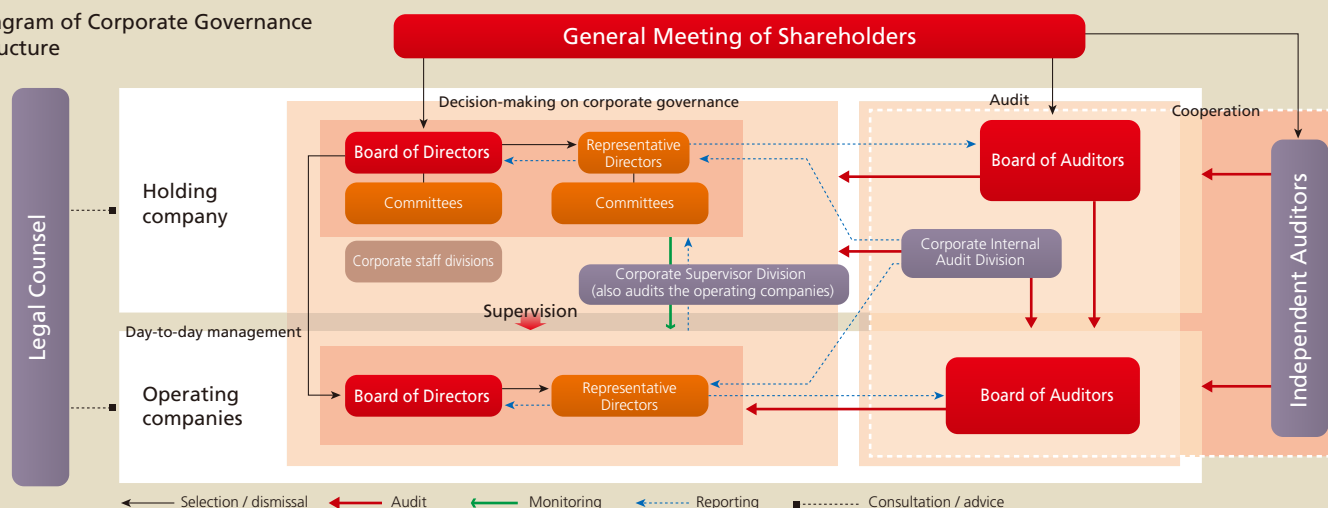 agram of Corporate Governance
ucture
General Meeting of Shareholders
Decision-making on corporate governance
Audit
Cooperation
Legal Counsel
Holding
company
Board of Directors
Representative
Directors
Board of Auditors
Committees
Committees
Corporate staff divisions
Corporate Internal
Audit Division
Corporate Supervisor Division
(also audits the operating companies)
Independent Auditors
Supervision
Day-to-day management
Operating
companies
Board of Directors
Representative
Directors
Board of Auditors
Selection / dismissal
Audit
Monitoring
Reporting
Consultation / advice